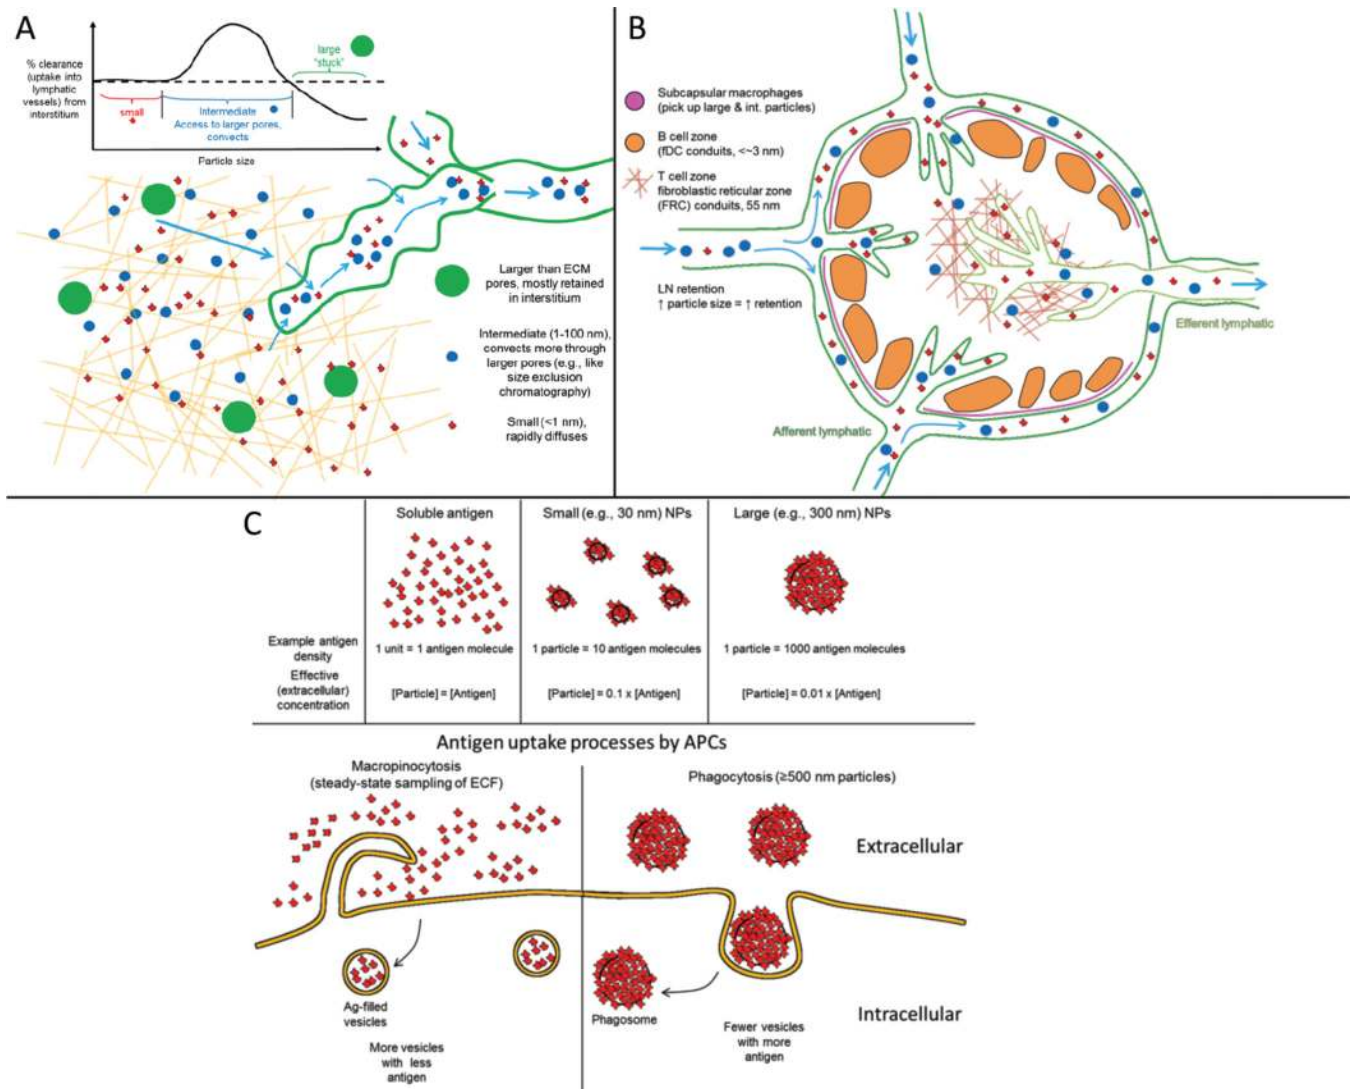 A
% clearance
(uptake into
lymphatic
vessels) from
interstitium
large
"stuck"
small
Intermediate
Access to larger pores,
convects
Particle size
Larger than ECM
pores, mostly retained
in interstitium
Intermediate (1-100 nm),
convects more through
larger pores (e.g., like
size exclusion
chromatography)
Small (<1 nm),
rapidly diffuses
B
Subcapsular macrophages
(pick up large & int. particles)
B cell zone
(fDC conduits, <~3 nm)
T cell zone
fibroblastic reticular zone
(FRC) conduits, 55 nm
LN retention
↑ particle size = ↑ retention
Efferent lymphatic
Afferent lymphatic
C
Soluble antigen
Small (e.g., 30 nm) NPs
Large (e.g., 300 nm) NPs
Example antigen
density
1 unit = 1 antigen molecule
1 particle = 10 antigen molecules
1 particle = 1000 antigen molecules
Effective
(extracellular)
concentration
[Particle] = [Antigen]
[Particle] = 0.1 x [Antigen]
[Particle] = 0.01 x [Antigen]
Antigen uptake processes by APCs
Macropinocytosis
(steady-state sampling of ECF)
Phagocytosis (≥500 nm particles)
Extracellular
Ag-filled
vesicles
More vesicles
with less
antigen
Phagosome
Fewer vesicles
with more
antigen
Intracellular